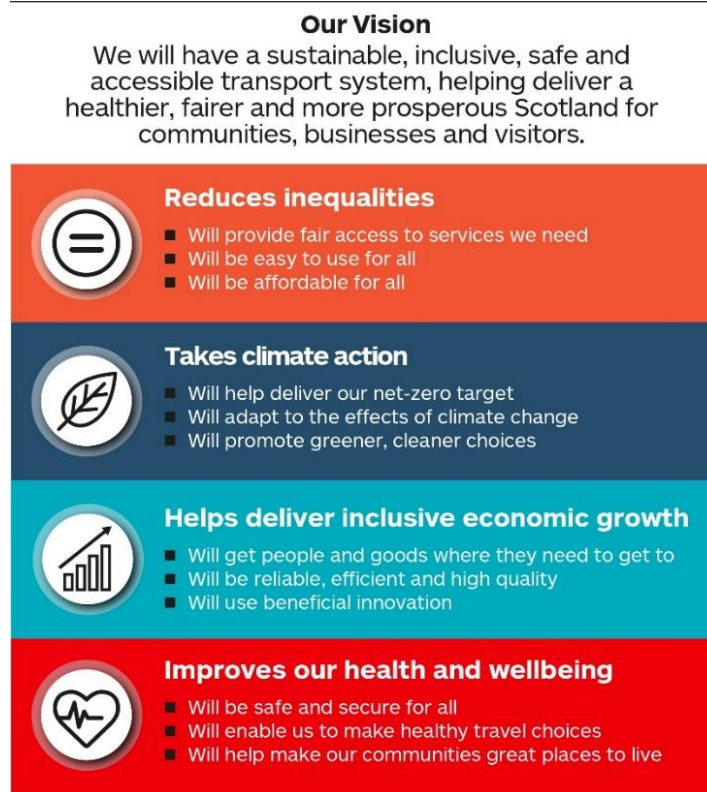 Our Vision
We will have a sustainable, inclusive, safe and
accessible transport system, helping deliver a
healthier, fairer and more prosperous Scotland for
communities, businesses and visitors.
Reduces inequalities
■ Will provide fair access to services we need
■ Will be easy to use for all
■ Will be affordable for all
Takes climate action
■ Will help deliver our net-zero target
■ Will adapt to the effects of climate change
■ Will promote greener, cleaner choices
Helps deliver inclusive economic growth
■ Will get people and goods where they need to get to
■ Will be reliable, efficient and high quality
■ Will use beneficial innovation
Improves our health and wellbeing
■ Will be safe and secure for all
■ Will enable us to make healthy travel choices
■ Will help make our communities great places to live